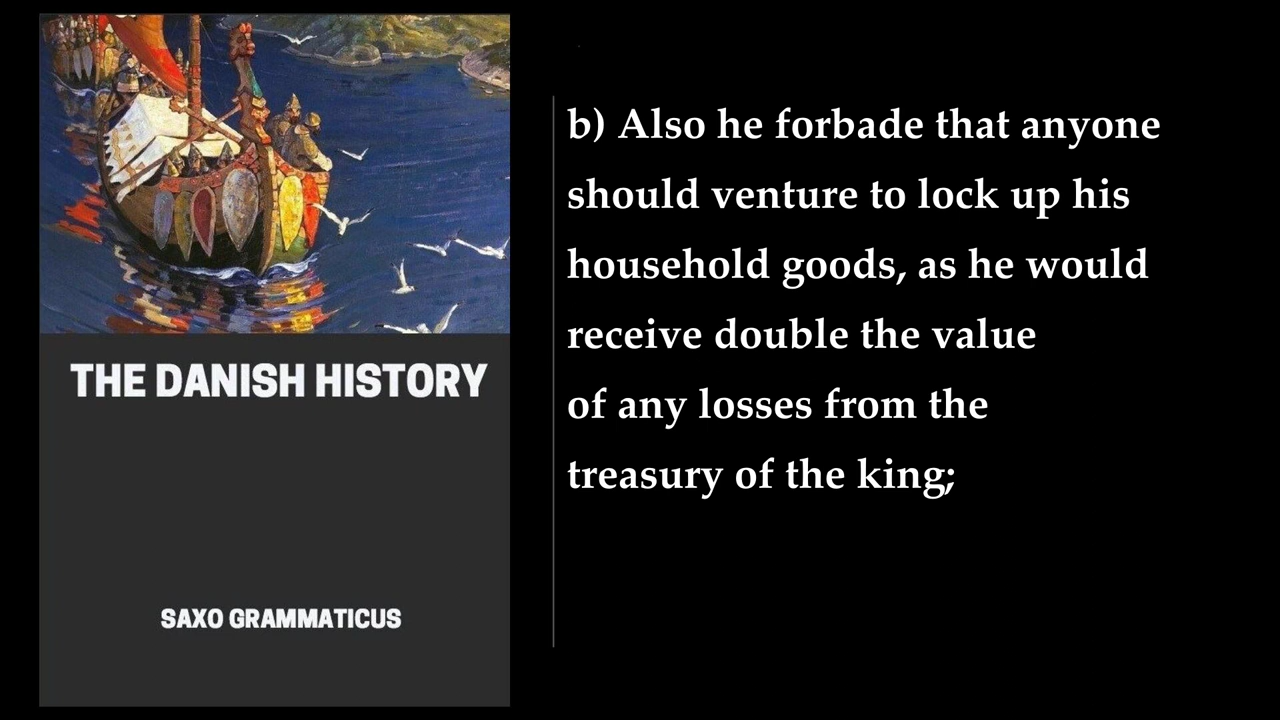 THE DANISH HISTORY
SAXO GRAMMATICUS
b) Also he forbade that anyone
should venture to lock up his
household goods, as he would
receive double the value
of any losses from the
treasury of the king;